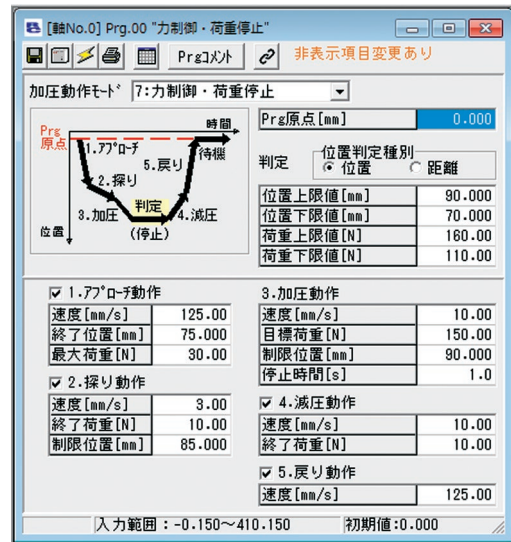 [軸No.0] Prg.00 "力制御・荷重停止"
Prgｺﾒﾝﾄ 非表示項目変更あり
加圧動作ﾓｰﾄﾞ 7:力制御・荷重停止
Prg原点
時間
1.ｱﾌﾟﾛｰﾁ
待機
5.戻り
2.探り
3.加圧
判定
4.減圧
位置
(停止)
Prg原点[mm] 0.000
判定 位置判定種別
位置 距離
位置上限値[mm] 90.000
位置下限値[mm] 70.000
荷重上限値[N] 160.00
荷重下限値[N] 110.00
1.ｱﾌﾟﾛｰﾁ動作
速度[mm/s] 125.00
終了位置[mm] 75.000
最大荷重[N] 30.00
2.探り動作
速度[mm/s] 3.00
終了荷重[N] 10.00
制限位置[mm] 85.000
3.加圧動作
速度[mm/s] 10.00
目標荷重[N] 150.00
制限位置[mm] 90.000
停止時間[s] 1.0
4.減圧動作
速度[mm/s] 10.00
終了荷重[N] 10.00
5.戻り動作
速度[mm/s] 125.00
入力範囲:-0.150～410.150 初期値:0.000